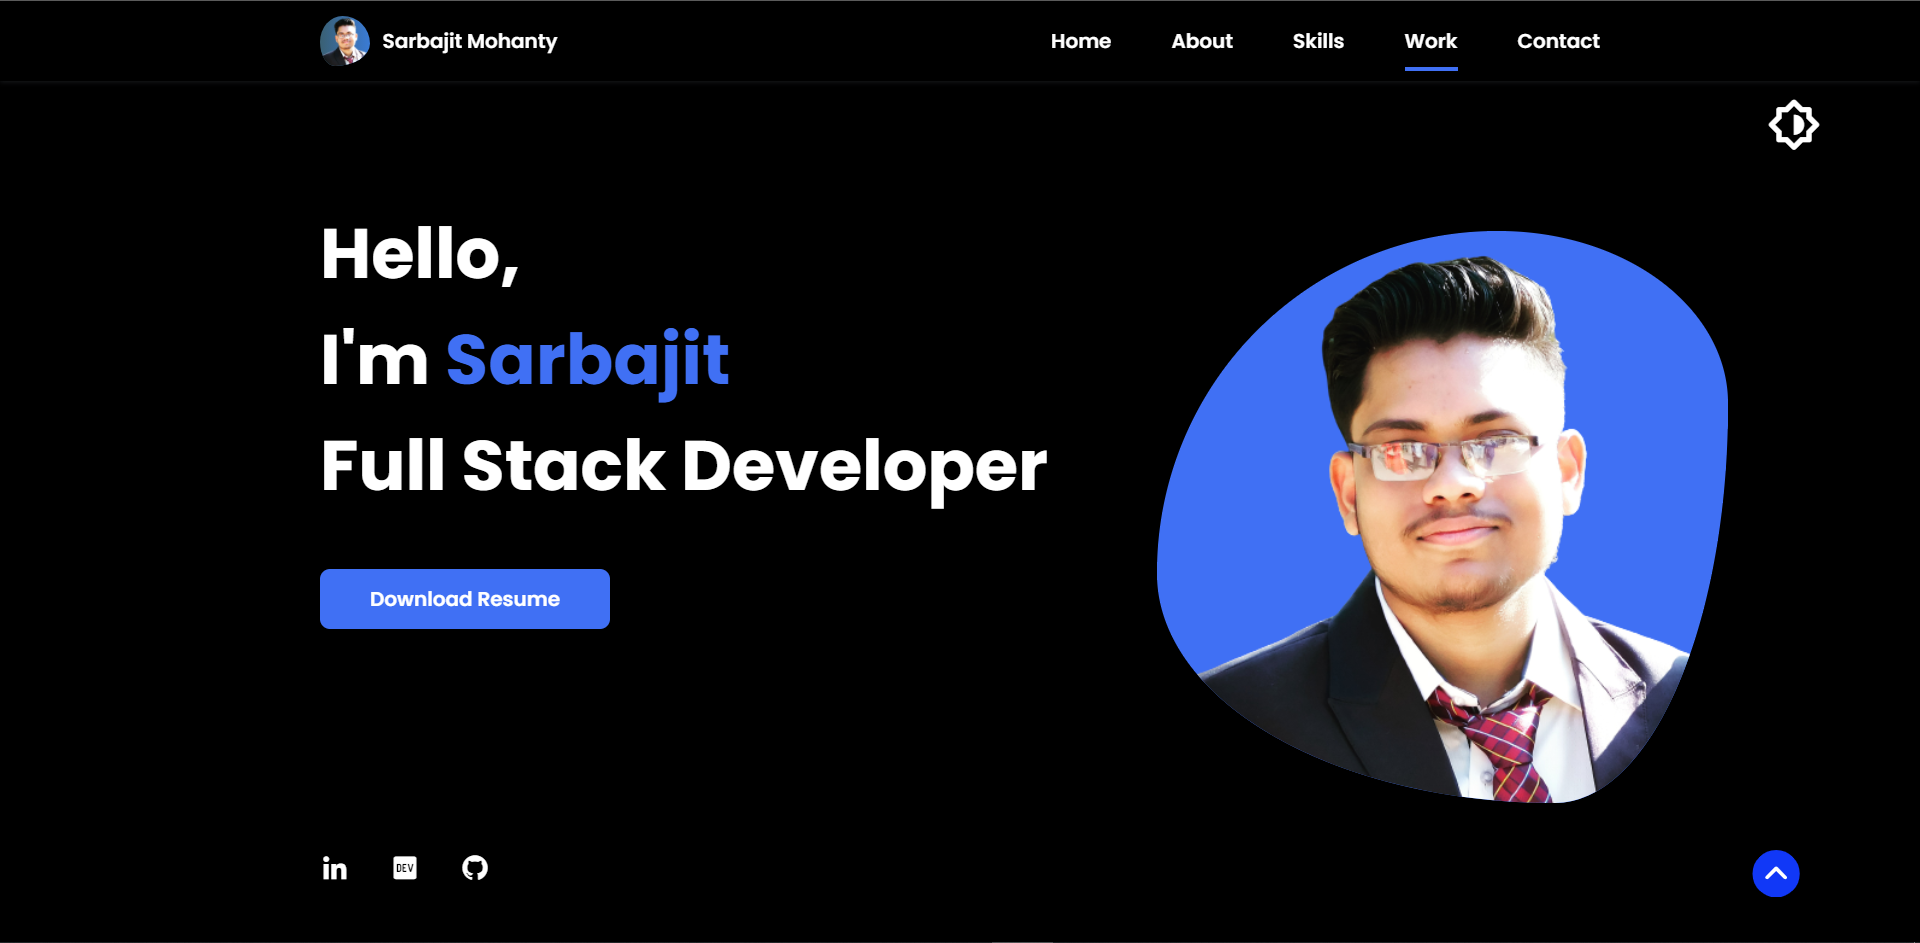 Sarbajit Mohanty
Home About Skills Work Contact
Hello,
I'm Sarbajit
Full Stack Developer
Download Resume
in DEV